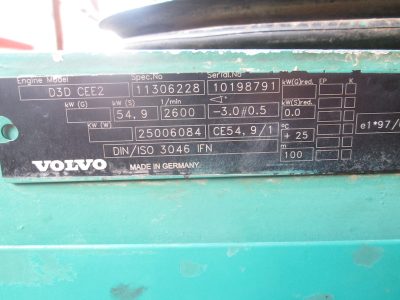 Engine Model Spec.No Serial.No kW(G)red. EP K
D3D CEE2 11306228 10198791
kW (G) kW (S) 1/min kW(S)red.
54,9 2600 -3.0#0.5 0.0
kW (W) °C
25006084 CE54,9/1 + 25 e1*97/
DIN/ISO 3046 IFN m
100
VOLVO MADE IN GERMANY